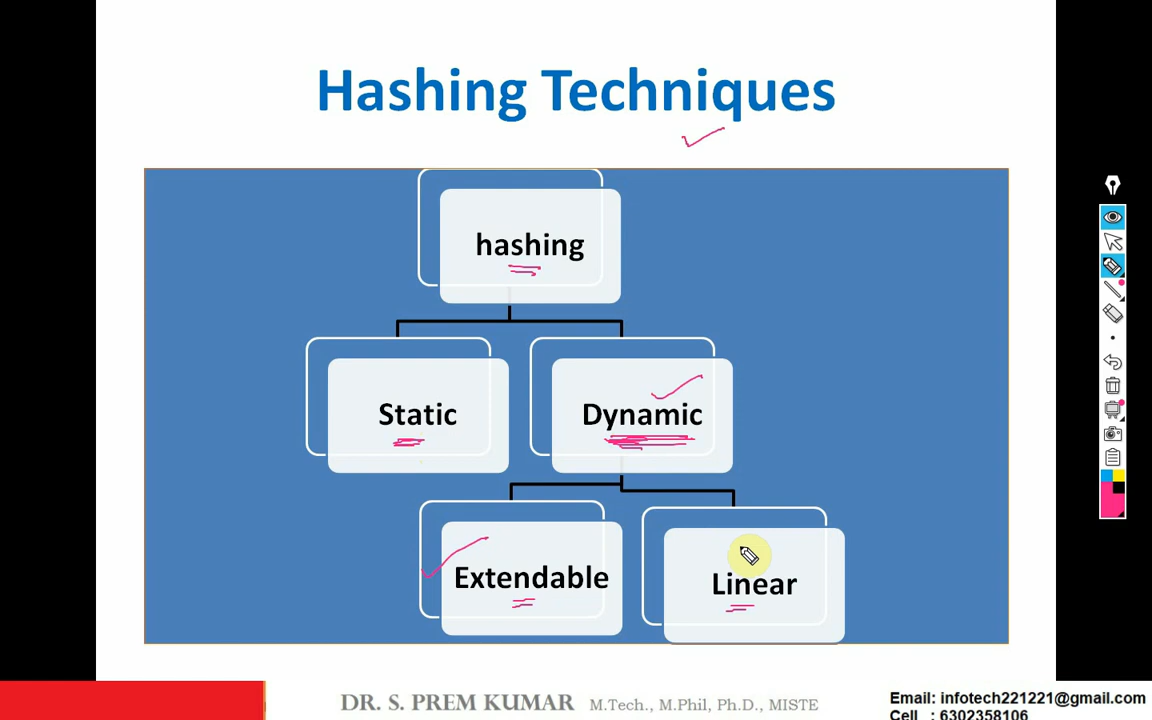 Hashing Techniques
hashing
Static
Dynamic
Extendable
Linear
DR. S. PREM KUMAR M.Tech., M.Phil, Ph.D., MISTE
Email: infotech221221@gmail.com
Cell : 6302358106